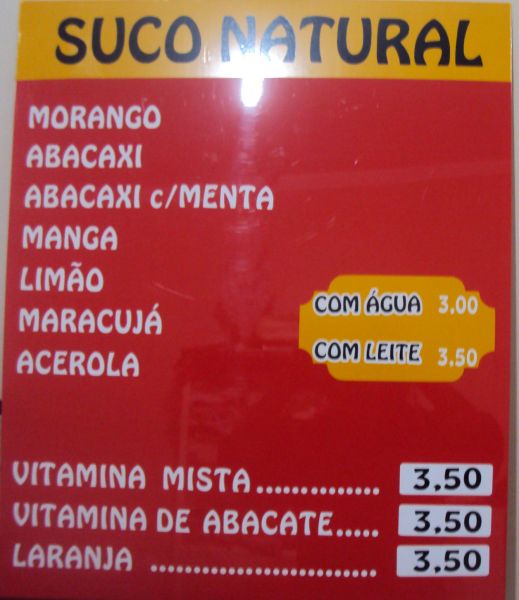 SUCO NATURAL
MORANGO
ABACAXI
ABACAXI c/MENTA
MANGA
LIMÃO
MARACUJÁ
ACEROLA
COM ÁGUA 3.00
COM LEITE 3,50
VITAMINA MISTA.............. 3,50
VITAMINA DE ABACATE..... 3,50
LARANJA .......................... 3,50